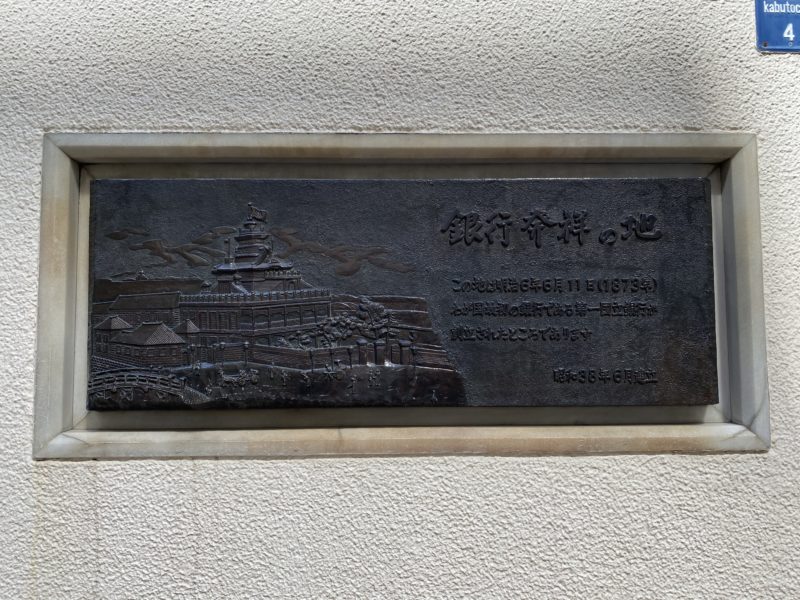 kabutoc
4
銀行発祥の地
この地は明治6年6月11日(1873年)
わが国最初の銀行である第一国立銀行が
創立されたところであります
昭和38年6月建立